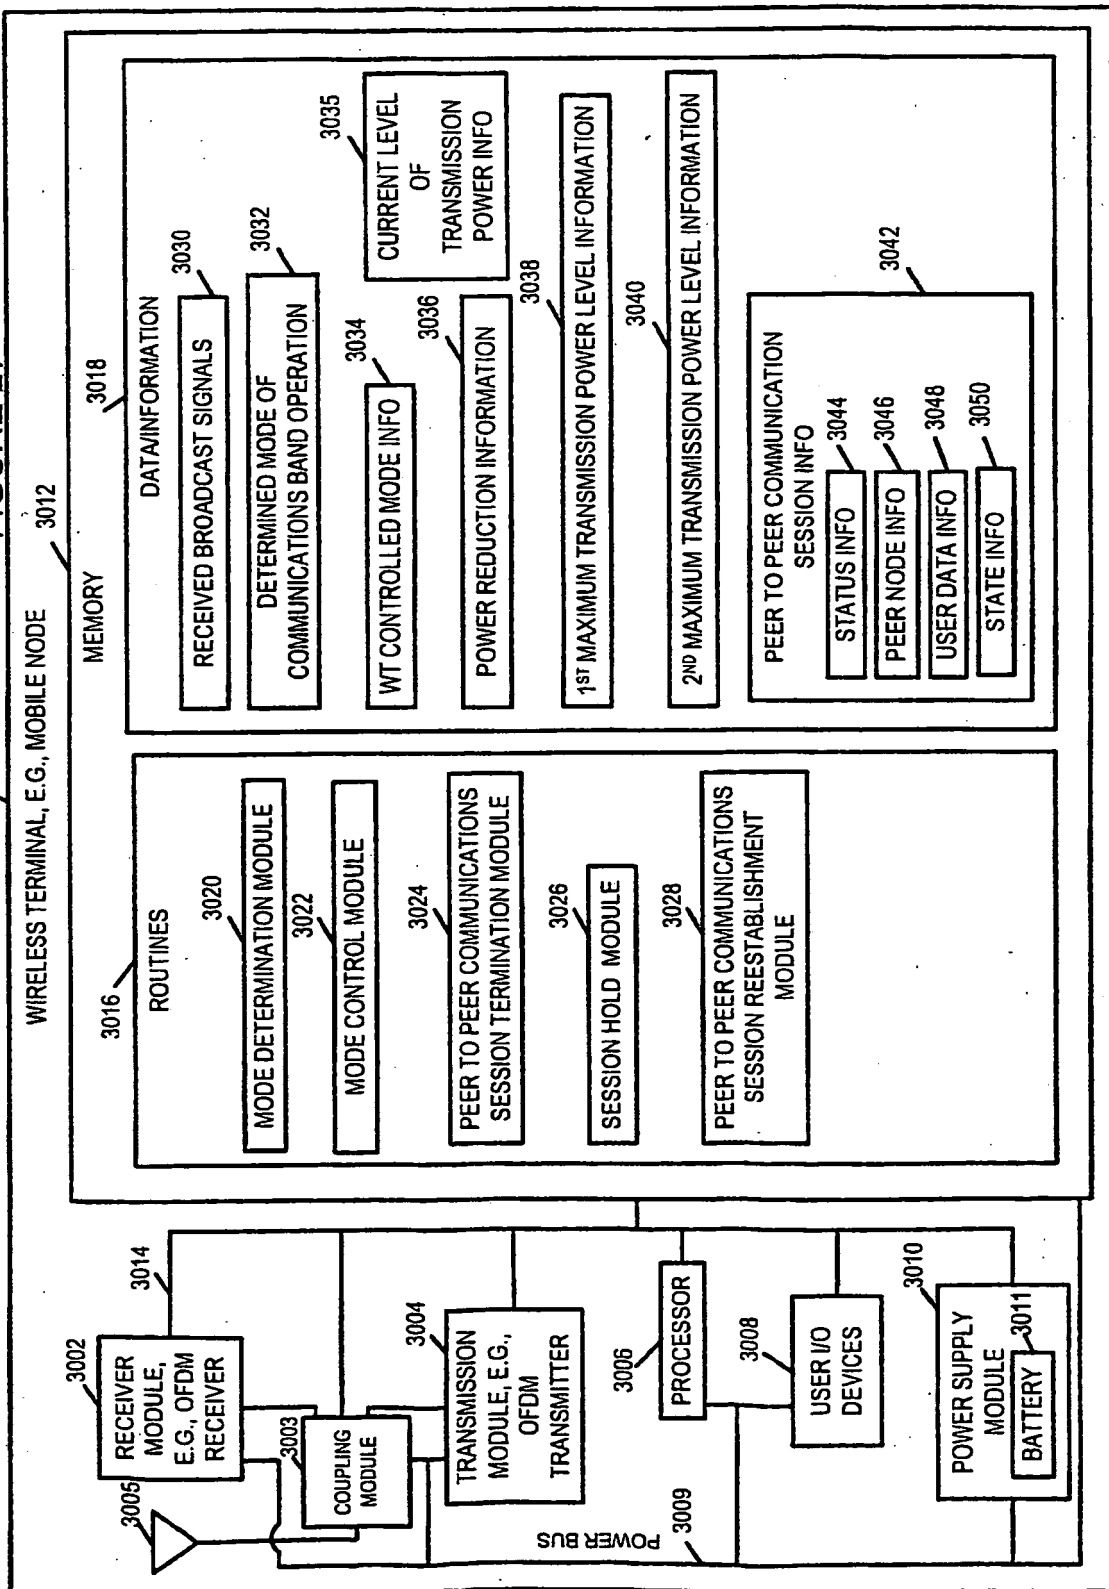 WIRELESS TERMINAL, E.G., MOBILE NODE
3002
RECEIVER
MODULE,
E.G., OFDM
RECEIVER
3014
3005
3003
COUPLING
MODULE
3004
TRANSMISSION
MODULE, E.G.,
OFDM
TRANSMITTER
POWER BUS
3009
3006
PROCESSOR
3008
USER I/O
DEVICES
3010
POWER SUPPLY
MODULE
3011
BATTERY
3012
MEMORY
3016
ROUTINES
3020
MODE DETERMINATION MODULE
3022
MODE CONTROL MODULE
3024
PEER TO PEER COMMUNICATIONS
SESSION TERMINATION MODULE
3026
SESSION HOLD MODULE
3028
PEER TO PEER COMMUNICATIONS
SESSION REESTABLISHMENT
MODULE
3018
DATA/INFORMATION
3030
RECEIVED BROADCAST SIGNALS
3032
DETERMINED MODE OF
COMMUNICATIONS BAND OPERATION
3034
WT CONTROLLED MODE INFO
3035
CURRENT LEVEL
OF
TRANSMISSION
POWER INFO
3036
POWER REDUCTION INFORMATION
3038
1ST MAXIMUM TRANSMISSION POWER LEVEL INFORMATION
3040
2ND MAXIMUM TRANSMISSION POWER LEVEL INFORMATION
3042
PEER TO PEER COMMUNICATION
SESSION INFO
3044
STATUS INFO
3046
PEER NODE INFO
3048
USER DATA INFO
3050
STATE INFO